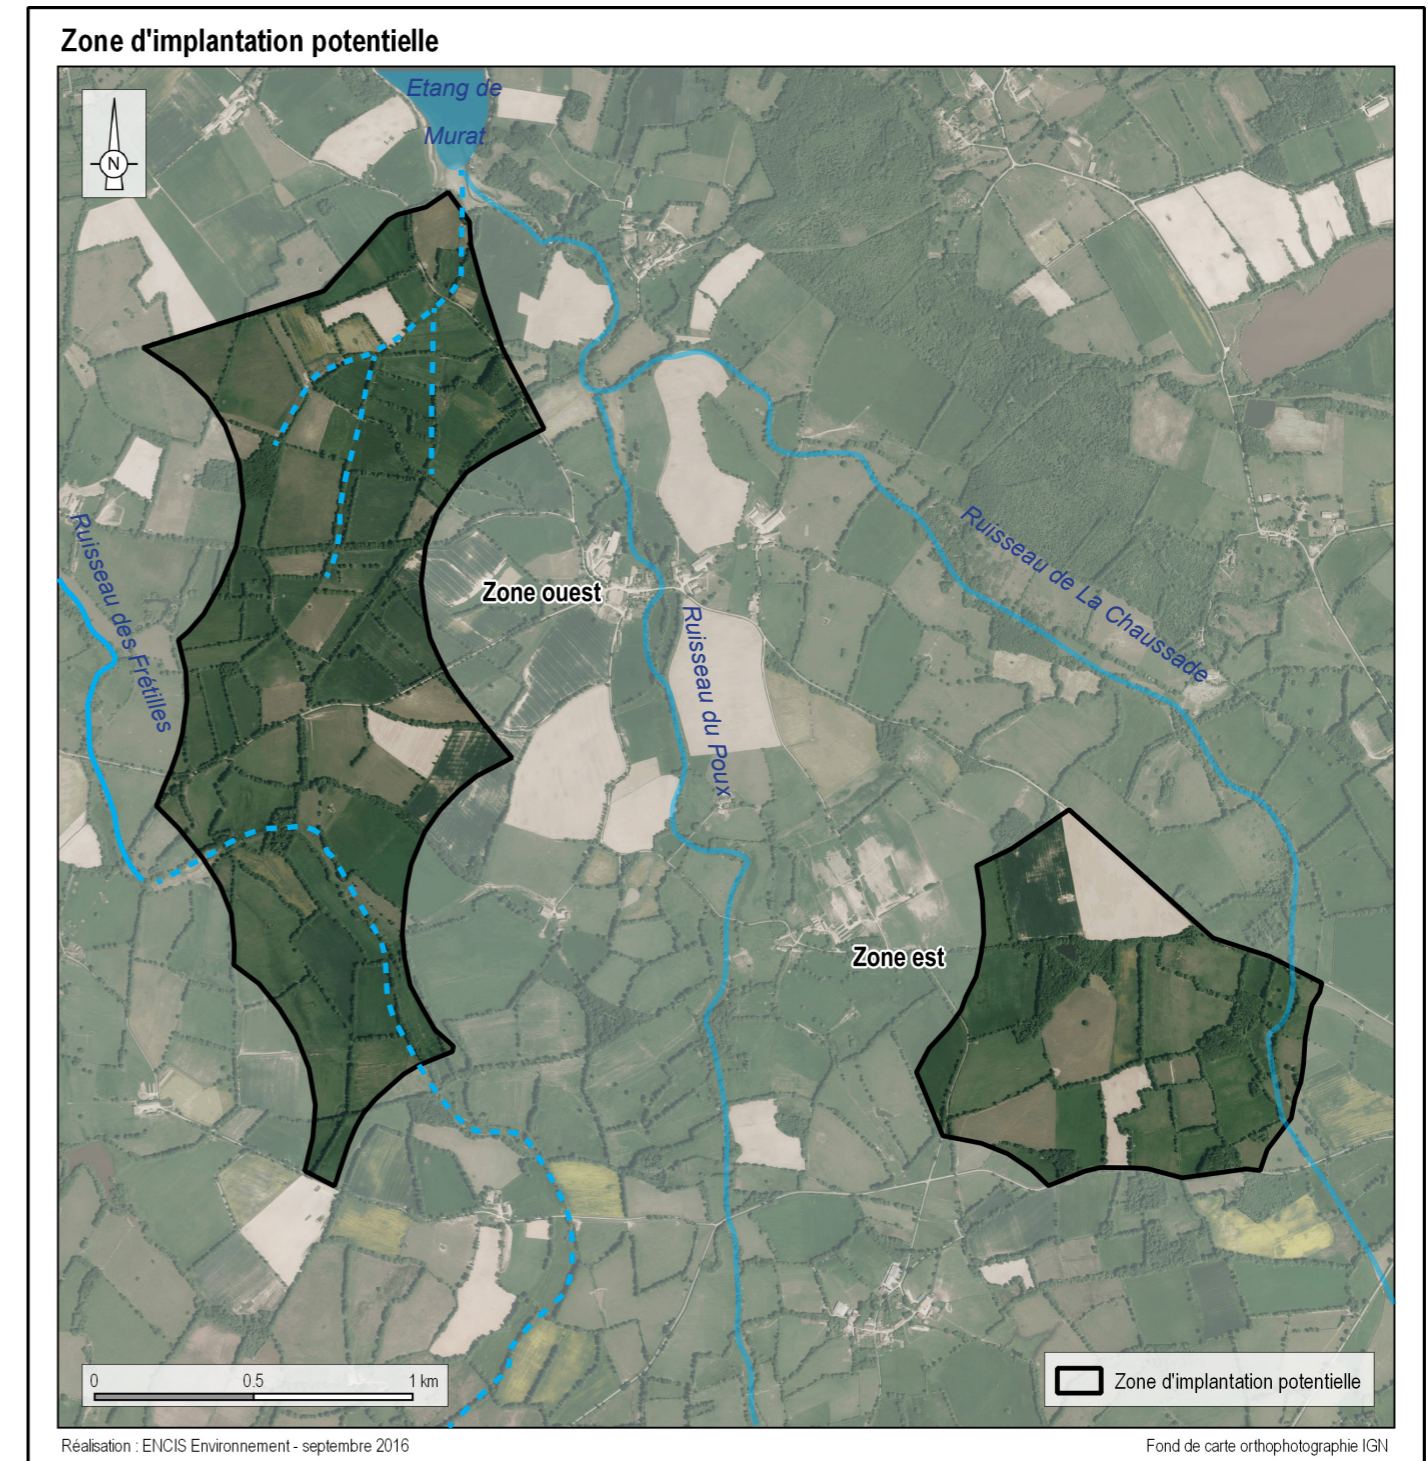 Zone d'implantation potentielle
Etang de
Murat
N
Ruisseau des Frétilles
Zone ouest
Ruisseau du Poux
Ruisseau de La Chaussade
Zone est
0 0.5 1 km
Zone d'implantation potentielle
Réalisation : ENCIS Environnement - septembre 2016
Fond de carte orthophotographie IGN